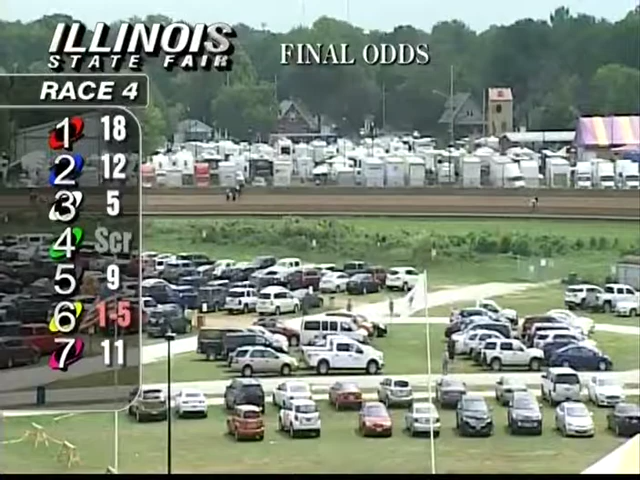 ILLINOIS
STATE FAIR
FINAL ODDS
RACE 4
1 18
2 12
3 5
4 Scr
5 9
6 1-5
7 11